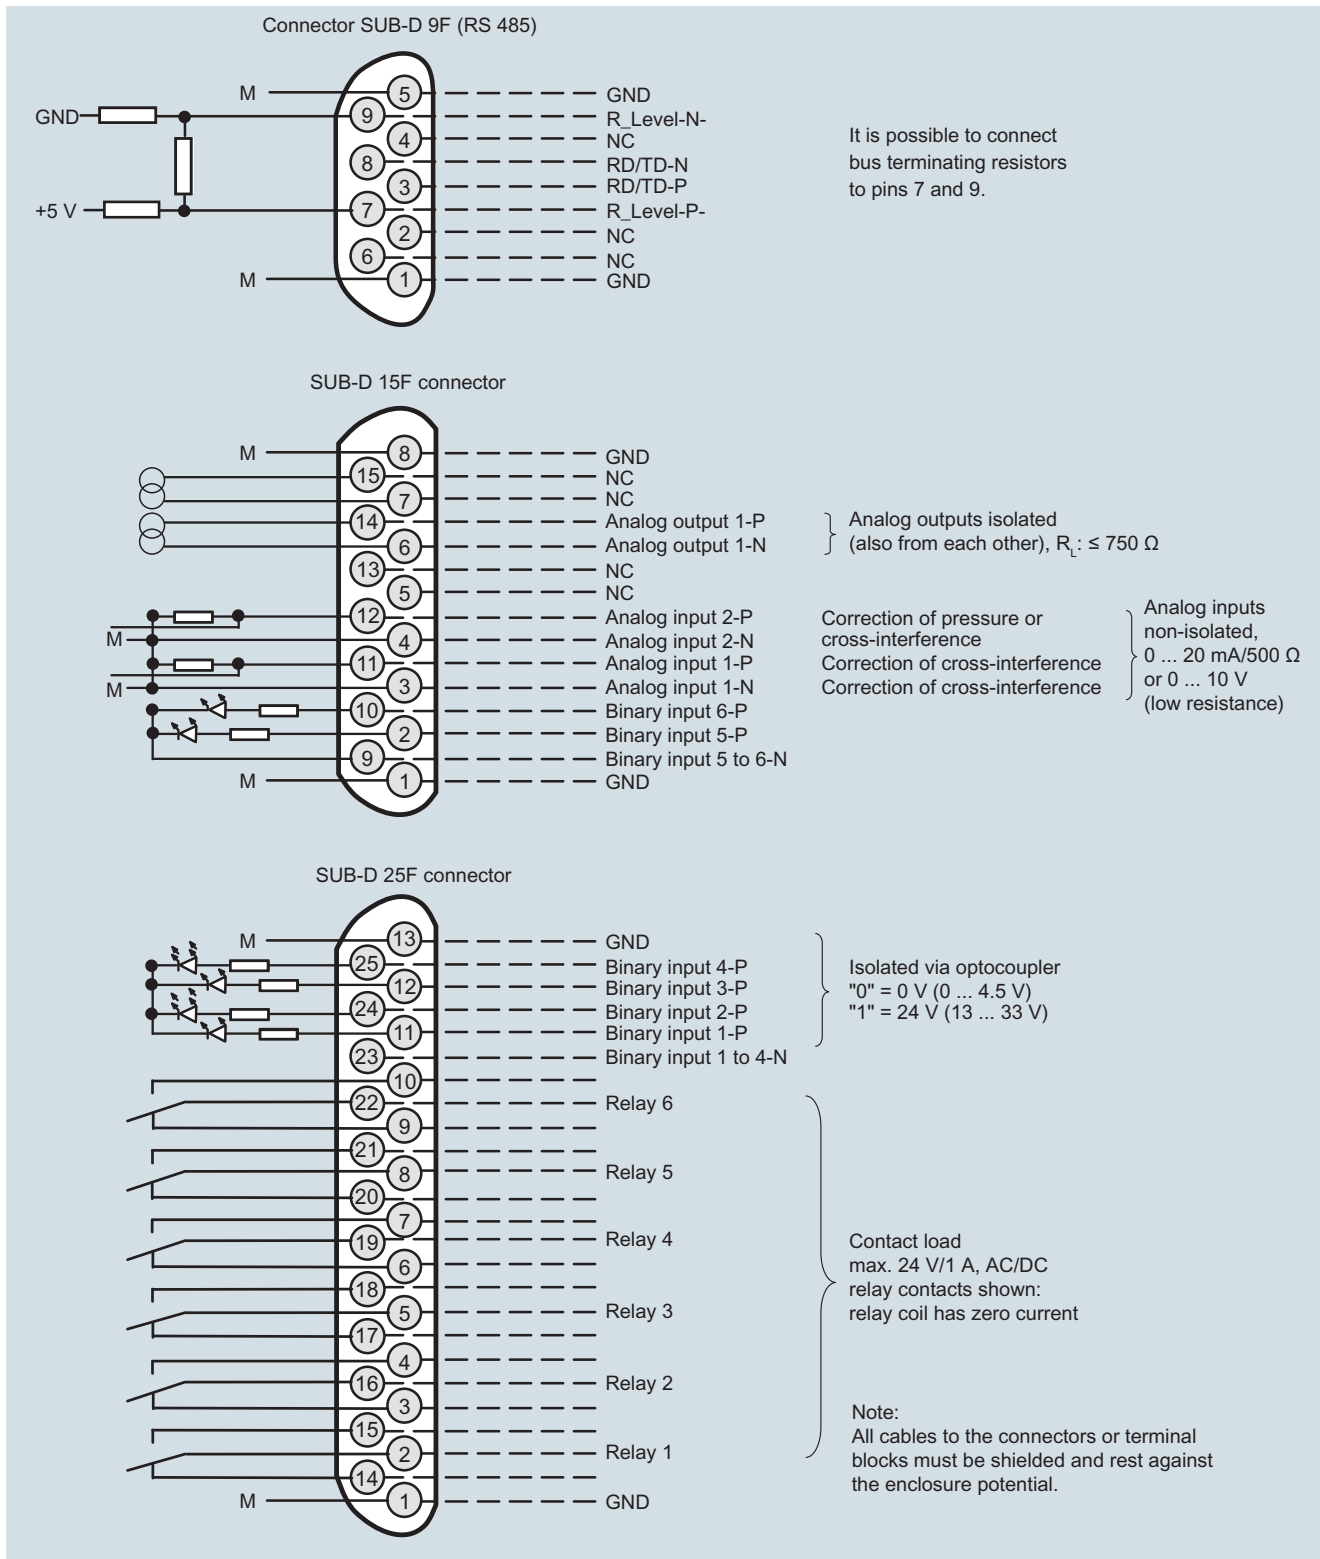 Connector SUB-D 9F (RS 485)
M 5 GND
GND 9 R_Level-N-
4 NC
8 RD/TD-N
3 RD/TD-P
+5 V 7 R_Level-P-
2 NC
6 NC
M 1 GND
It is possible to connect
bus terminating resistors
to pins 7 and 9.
SUB-D 15F connector
M 8 GND
15 NC
7 NC
14 Analog output 1-P
6 Analog output 1-N
Analog outputs isolated
(also from each other), RL: ≤ 750 Ω
13 NC
5 NC
12 Analog input 2-P
M 4 Analog input 2-N
11 Analog input 1-P
M 3 Analog input 1-N
Correction of pressure or
cross-interference
Correction of cross-interference
Correction of cross-interference
Analog inputs
non-isolated,
0 ... 20 mA/500 Ω
or 0 ... 10 V
(low resistance)
10 Binary input 6-P
2 Binary input 5-P
9 Binary input 5 to 6-N
M 1 GND
SUB-D 25F connector
M 13 GND
25 Binary input 4-P
12 Binary input 3-P
24 Binary input 2-P
11 Binary input 1-P
23 Binary input 1 to 4-N
Isolated via optocoupler
"0" = 0 V (0 ... 4.5 V)
"1" = 24 V (13 ... 33 V)
10
22 Relay 6
9
21
8 Relay 5
20
7
19 Relay 4
6
18
5 Relay 3
17
4
16 Relay 2
3
15
2 Relay 1
14
M 1 GND
Contact load
max. 24 V/1 A, AC/DC
relay contacts shown:
relay coil has zero current
Note:
All cables to the connectors or terminal
blocks must be shielded and rest against
the enclosure potential.